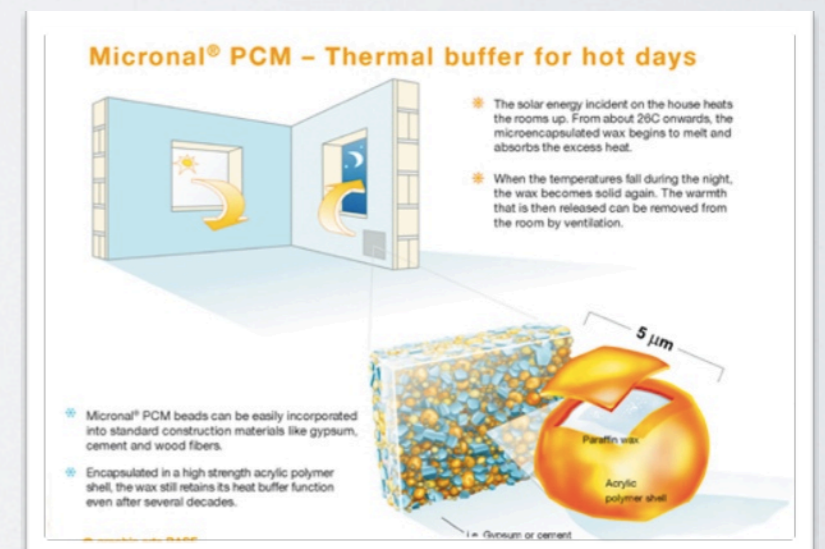 Micronal® PCM – Thermal buffer for hot days
The solar energy incident on the house heats
the rooms up. From about 26C onwards, the
microencapsulated wax begins to melt and
absorbs the excess heat.
When the temperatures fall during the night,
the wax becomes solid again. The warmth
that is then released can be removed from
the room by ventilation.
5 µm
Paraffin wax
Acrylic
polymer shell
Micronal® PCM beads can be easily incorporated
into standard construction materials like gypsum,
cement and wood fibers.
Encapsulated in a high strength acrylic polymer
shell, the wax still retains its heat buffer function
even after several decades.
Gypsum or cement